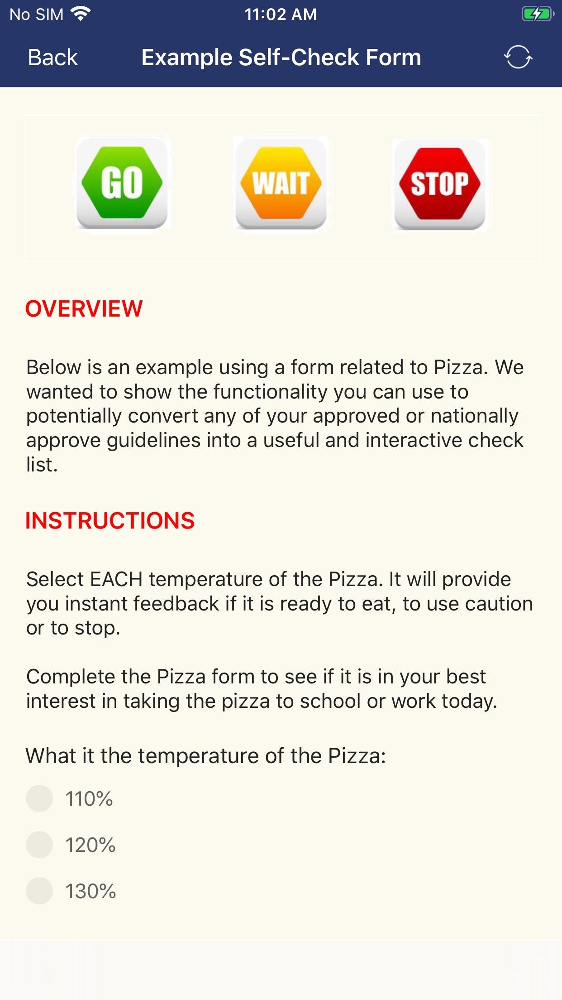 No SIM
11:02 AM
Back
Example Self-Check Form
GO
WAIT
STOP
OVERVIEW
Below is an example using a form related to Pizza. We
wanted to show the functionality you can use to
potentially convert any of your approved or nationally
approve guidelines into a useful and interactive check
list.
INSTRUCTIONS
Select EACH temperature of the Pizza. It will provide
you instant feedback if it is ready to eat, to use caution
or to stop.
Complete the Pizza form to see if it is in your best
interest in taking the pizza to school or work today.
What it the temperature of the Pizza:
110%
120%
130%